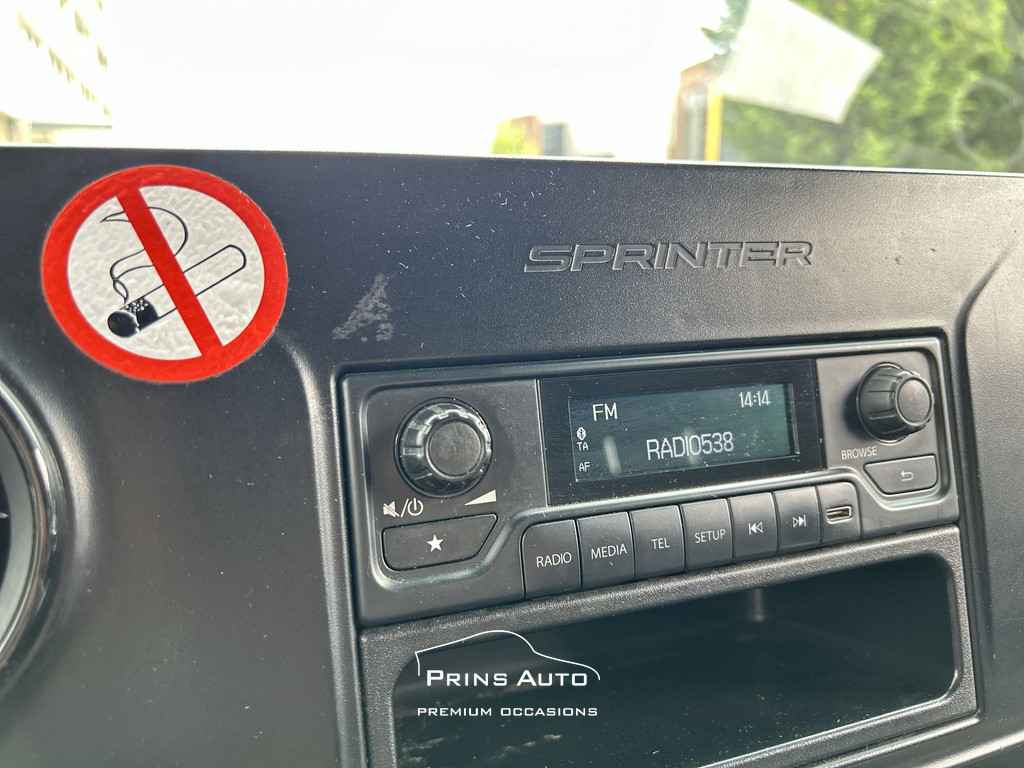 SPRINTER
FM 14:14
TA
RADIO538
AF
BROWSE
RADIO MEDIA TEL SETUP
PRINS AUTO
PREMIUM OCCASIONS